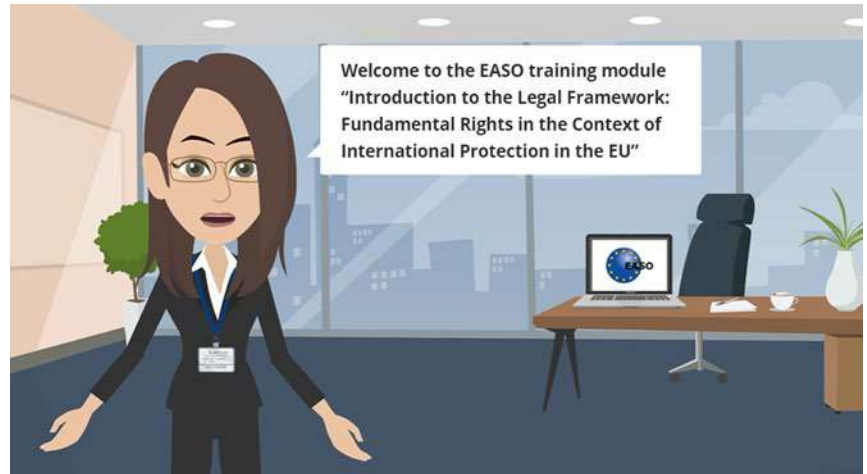 Welcome to the EASO training module
“Introduction to the Legal Framework:
Fundamental Rights in the Context of
International Protection in the EU”
EASO